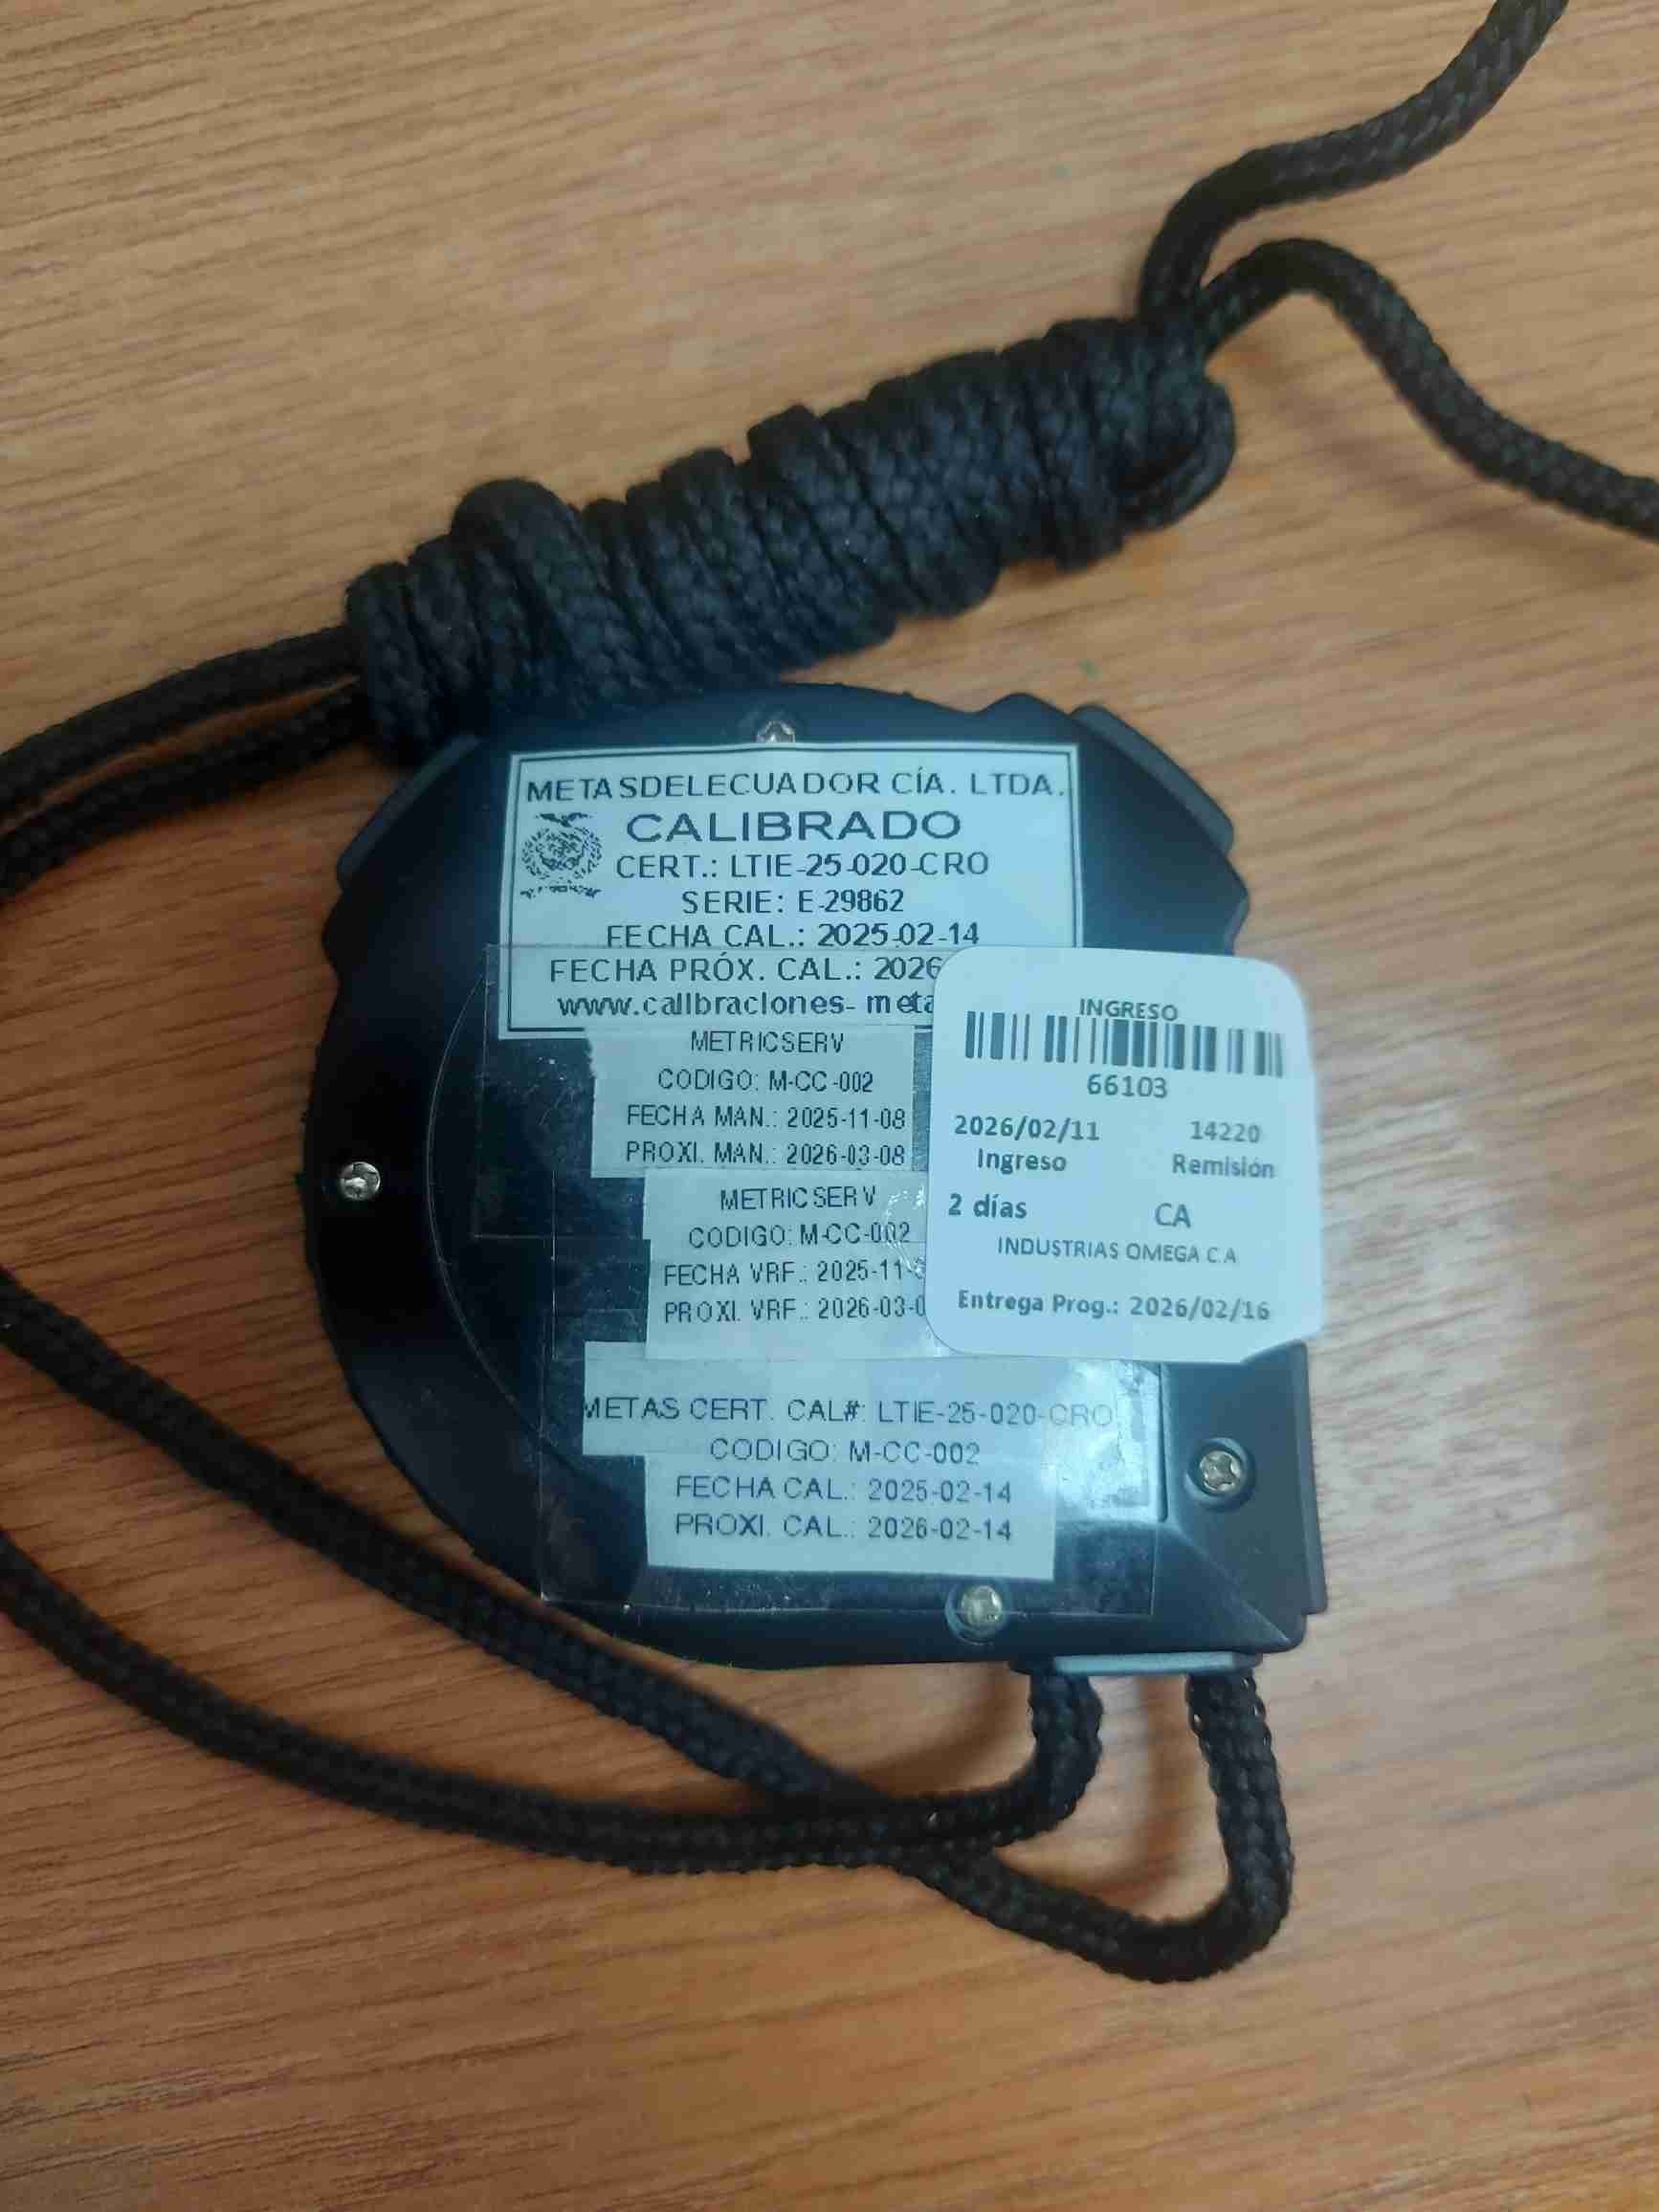 METASDELECUADOR CÍA. LTDA.
CALIBRADO
CERT.: LTIE-25-020-CRO
SERIE: E-29862
FECHA CAL.: 2025-02-14
FECHA PRÓX. CAL.: 2026
www.calibraciones-meta
METRICSERV
CODIGO: M-CC-002
FECHA MAN.: 2025-11-08
PROXI. MAN.: 2026-03-08
METRICSERV
CODIGO: M-CC-002
FECHA VRF.: 2025-11-
PROXI. VRF.: 2026-03-0
METAS CERT. CAL#: LTIE-25-020-CRO
CODIGO: M-CC-002
FECHA CAL.: 2025-02-14
PROXI. CAL.: 2026-02-14
INGRESO
66103
2026/02/11 14220
Ingreso Remisión
2 días CA
INDUSTRIAS OMEGA C.A
Entrega Prog.: 2026/02/16